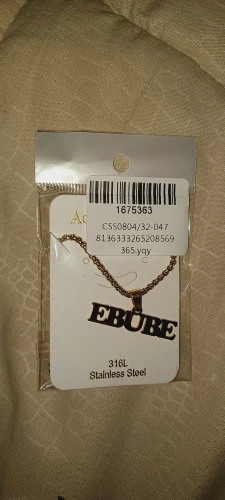 1675363
CSS0804/32-047
8136333265208569
365.yqy
EBUBE
316L
Stainless Steel